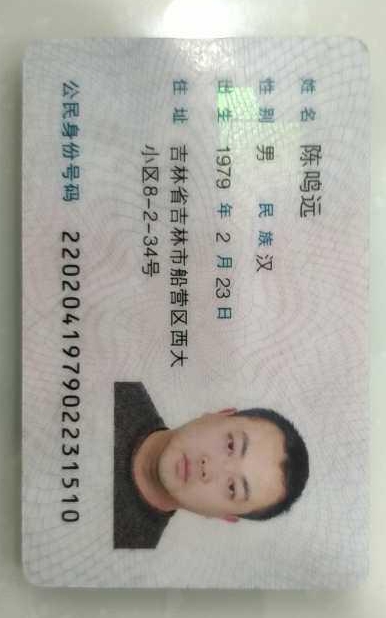 姓名 陈鸣远
性别 男 民族 汉
出生 1979 年 2 月 23 日
住址 吉林省吉林市船营区西大
小区8-2-34号
公民身份号码 220204197902231510